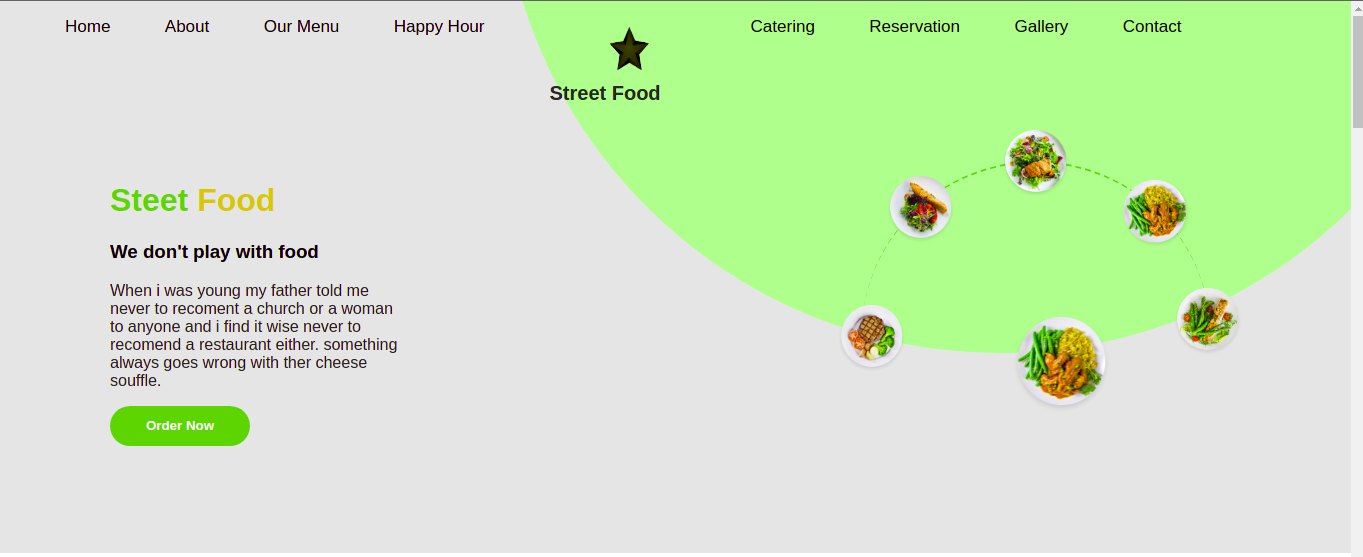 Home About Our Menu Happy Hour Catering Reservation Gallery Contact
Street Food
Steet Food
We don't play with food
When i was young my father told me
never to recoment a church or a woman
to anyone and i find it wise never to
recomend a restaurant either. something
always goes wrong with ther cheese
souffle.
Order Now